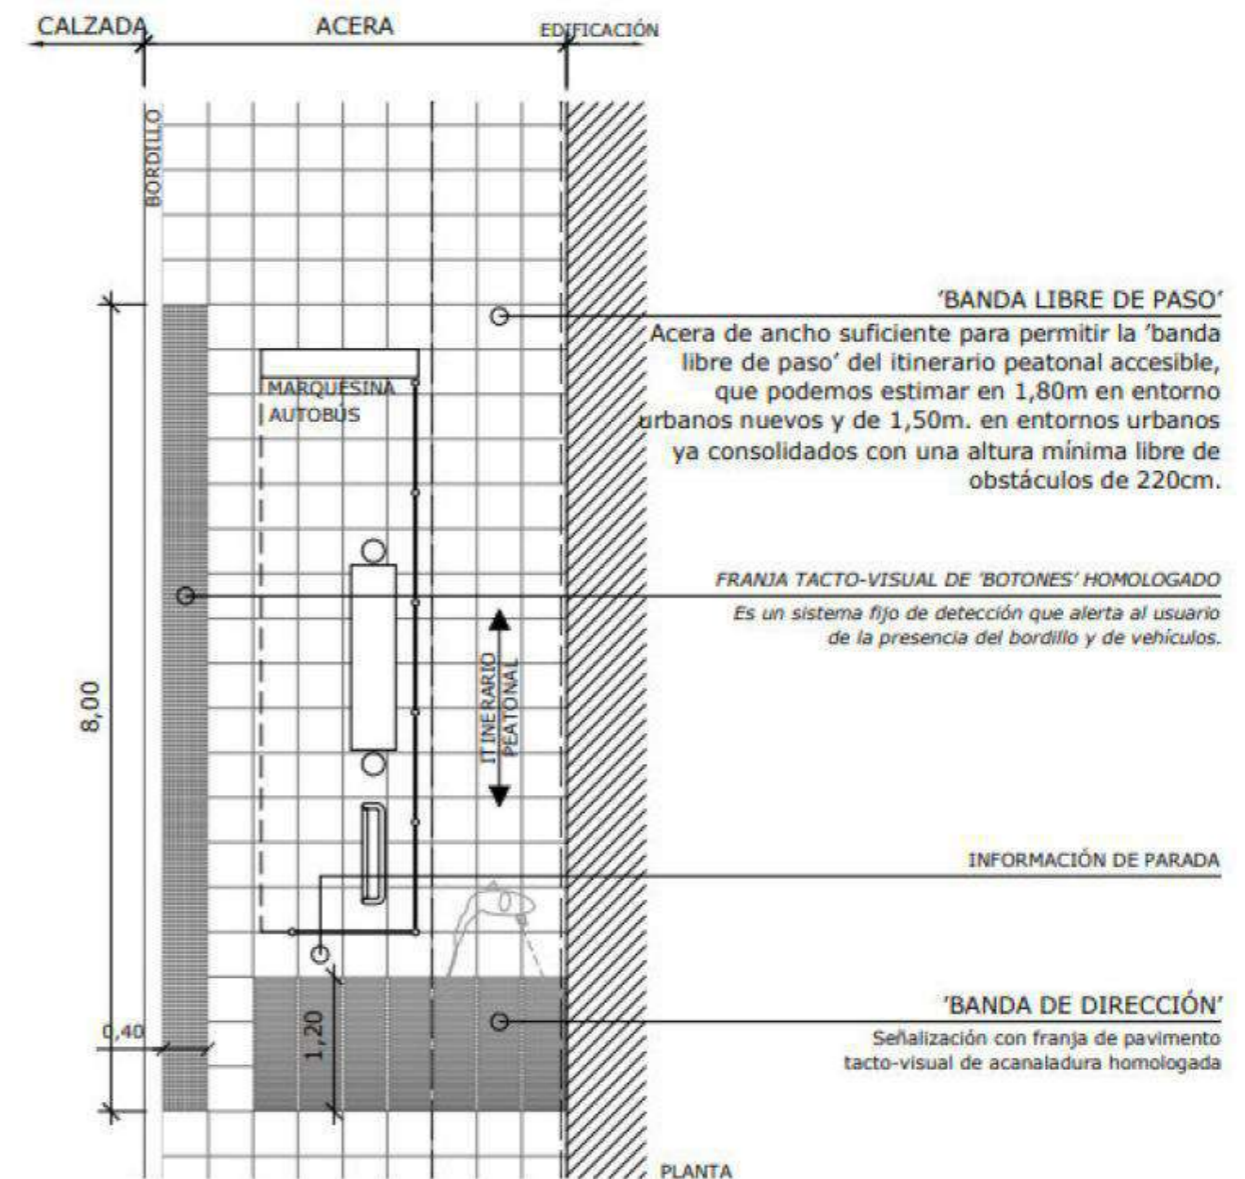 CALZADA
ACERA
EDIFICACIÓN
BORDILLO
'BANDA LIBRE DE PASO'
Acera de ancho suficiente para permitir la 'banda
libre de paso' del itinerario peatonal accesible,
que podemos estimar en 1,80m en entorno
urbanos nuevos y de 1,50m. en entornos urbanos
ya consolidados con una altura mínima libre de
obstáculos de 220cm.
MARQUESINA
AUTOBÚS
FRANJA TACTO-VISUAL DE 'BOTONES' HOMOLOGADO
Es un sistema fijo de detección que alerta al usuario
de la presencia del bordillo y de vehículos.
8,00
ITINERARIO
PEATONAL
INFORMACIÓN DE PARADA
'BANDA DE DIRECCIÓN'
Señalización con franja de pavimento
tacto-visual de acanaladura homologada
0,40
1,20
PLANTA